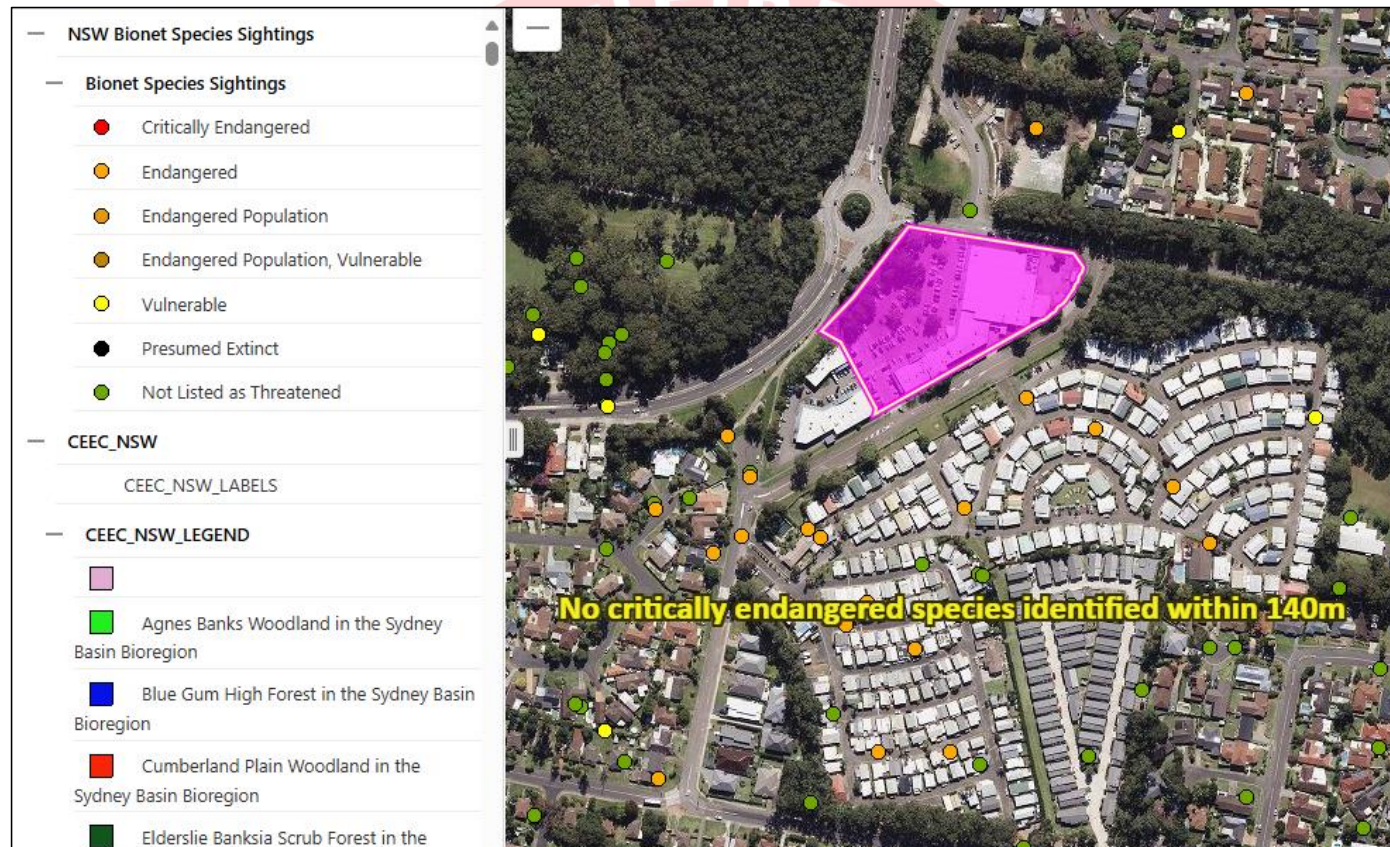 NSW Bionet Species Sightings
Bionet Species Sightings
Critically Endangered
Endangered
Endangered Population
Endangered Population, Vulnerable
Vulnerable
Presumed Extinct
Not Listed as Threatened
CEEC_NSW
CEEC_NSW_LABELS
CEEC_NSW_LEGEND
Agnes Banks Woodland in the Sydney
Basin Bioregion
Blue Gum High Forest in the Sydney Basin
Bioregion
Cumberland Plain Woodland in the
Sydney Basin Bioregion
Elderslie Banksia Scrub Forest in the
No critically endangered species identified within 140m